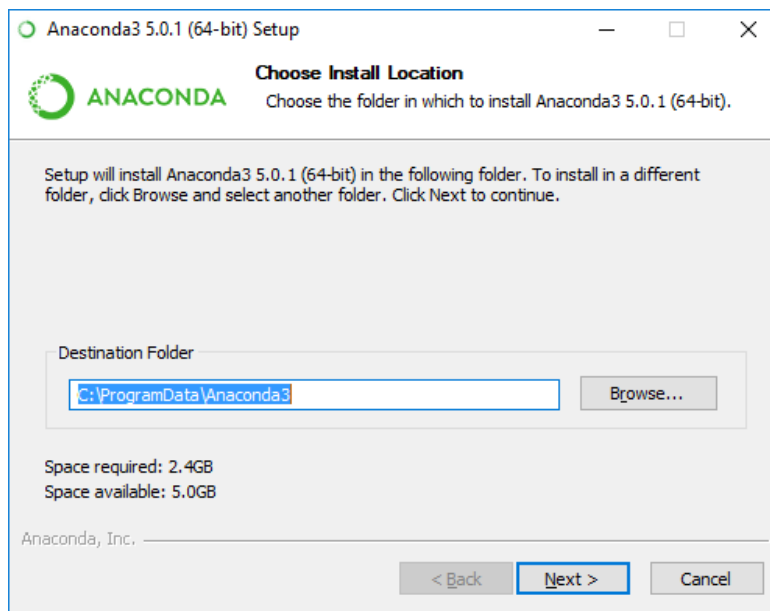 Anaconda3 5.0.1 (64-bit) Setup
ANACONDA
Choose Install Location
Choose the folder in which to install Anaconda3 5.0.1 (64-bit).
Setup will install Anaconda3 5.0.1 (64-bit) in the following folder. To install in a different
folder, click Browse and select another folder. Click Next to continue.
Destination Folder
C:\ProgramData\Anaconda3
Browse...
Space required: 2.4GB
Space available: 5.0GB
Anaconda, Inc.
< Back
Next >
Cancel